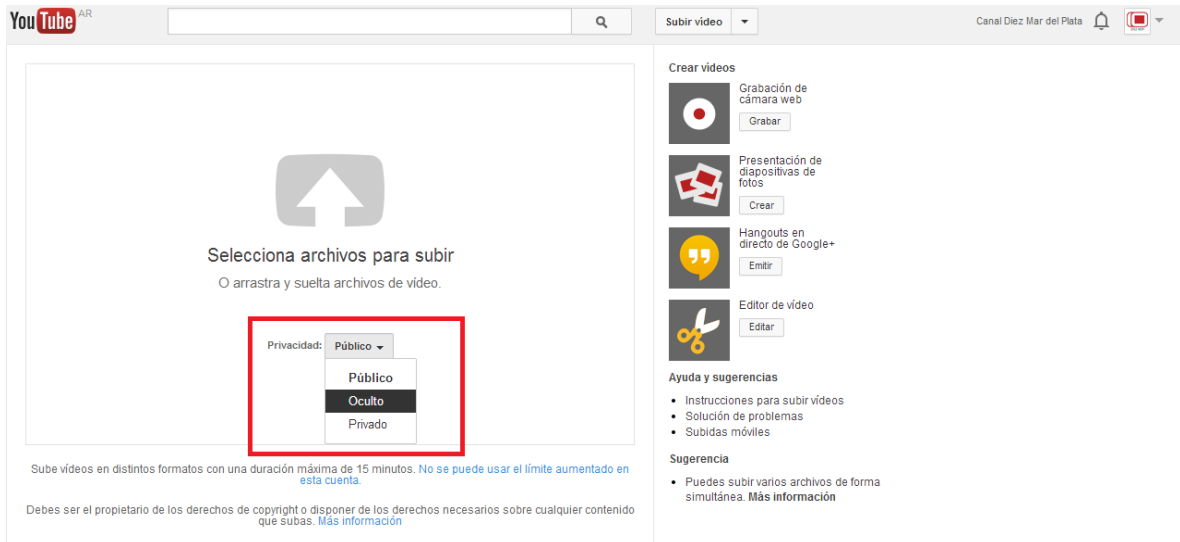 YouTube AR
Subir video
Canal Diez Mar del Plata
Selecciona archivos para subir
O arrastra y suelta archivos de vídeo.
Privacidad: Público
Público
Oculto
Privado
Sube vídeos en distintos formatos con una duración máxima de 15 minutos. No se puede usar el límite aumentado en
esta cuenta.
Debes ser el propietario de los derechos de copyright o disponer de los derechos necesarios sobre cualquier contenido
que subas. Más información
Crear videos
Grabación de
cámara web
Grabar
Presentación de
diapositivas de
fotos
Crear
Hangouts en
directo de Google+
Emitir
Editor de vídeo
Editar
Ayuda y sugerencias
Instrucciones para subir vídeos
Solución de problemas
Subidas móviles
Sugerencia
Puedes subir varios archivos de forma
simultánea. Más información